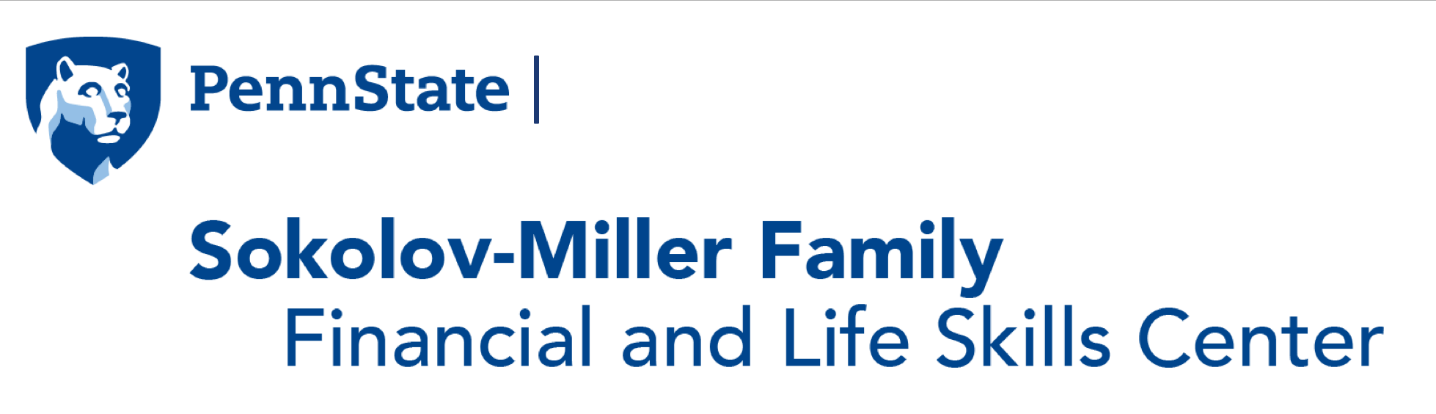 PennState
Sokolov-Miller Family
Financial and Life Skills Center